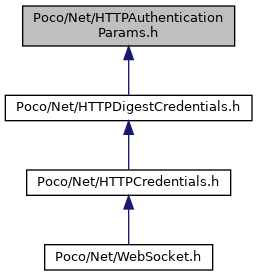 Poco/Net/HTTPAuthentication
Params.h
Poco/Net/HTTPDigestCredentials.h
Poco/Net/HTTPCredentials.h
Poco/Net/WebSocket.h